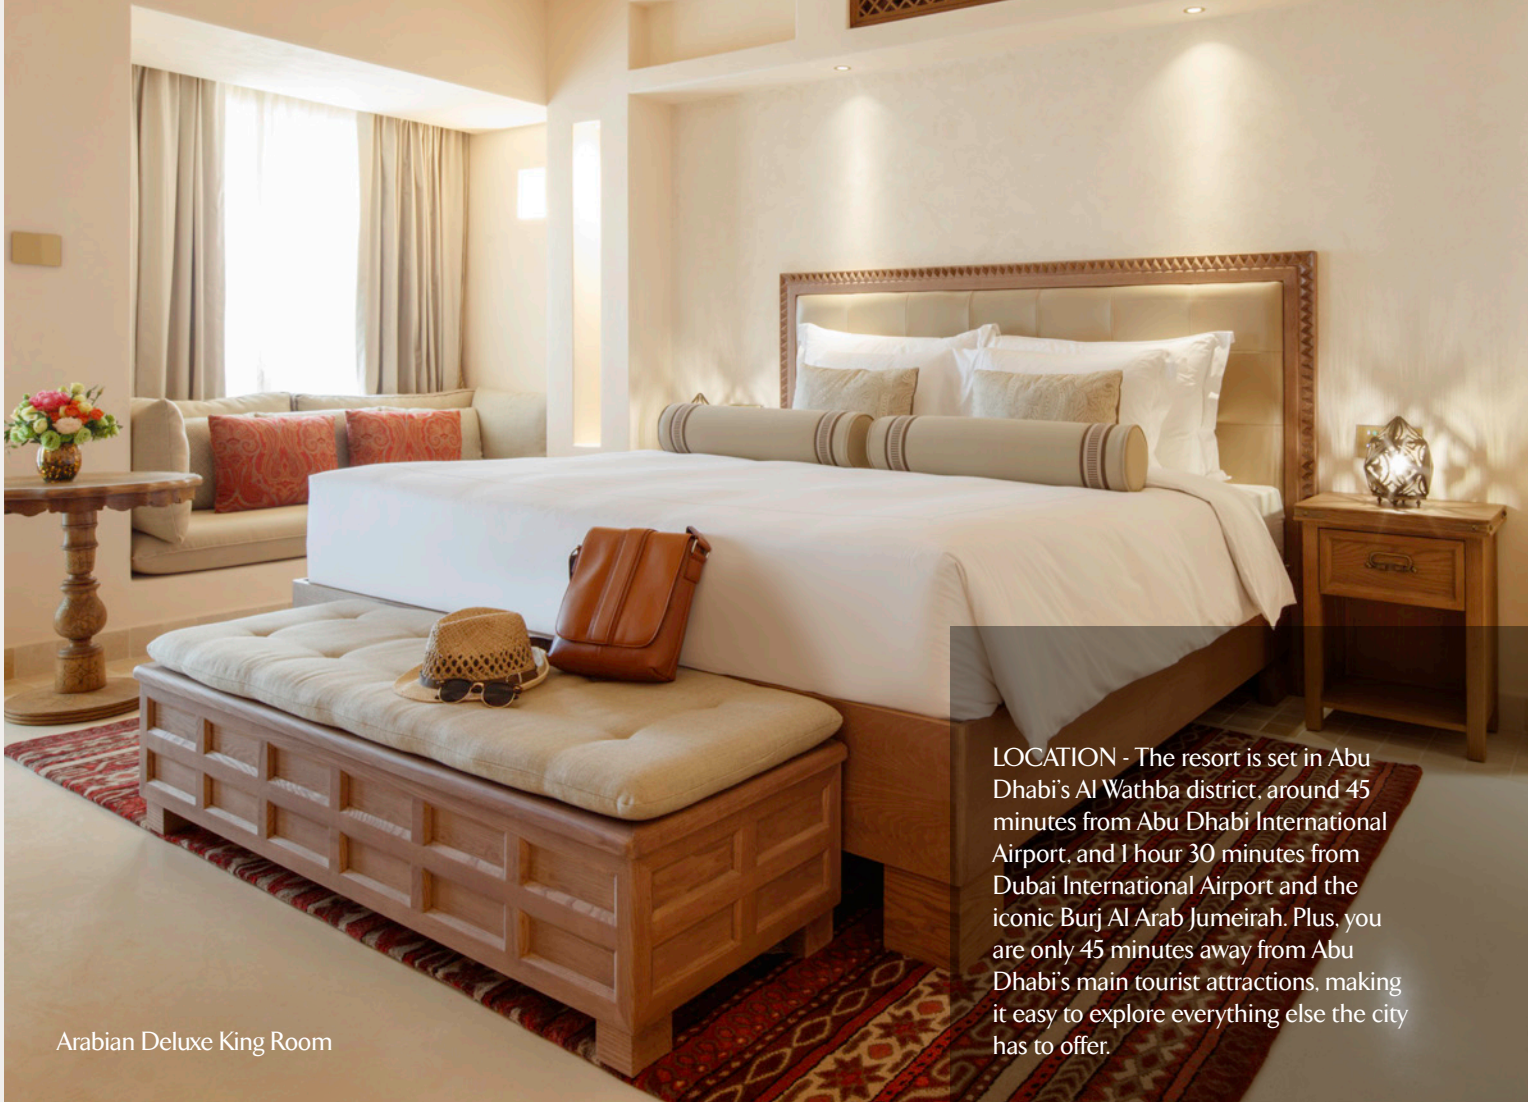 LOCATION - The resort is set in Abu
Dhabi's Al Wathba district, around 45
minutes from Abu Dhabi International
Airport, and 1 hour 30 minutes from
Dubai International Airport and the
iconic Burj Al Arab Jumeirah. Plus, you
are only 45 minutes away from Abu
Dhabi's main tourist attractions, making
it easy to explore everything else the city
has to offer.
Arabian Deluxe King Room